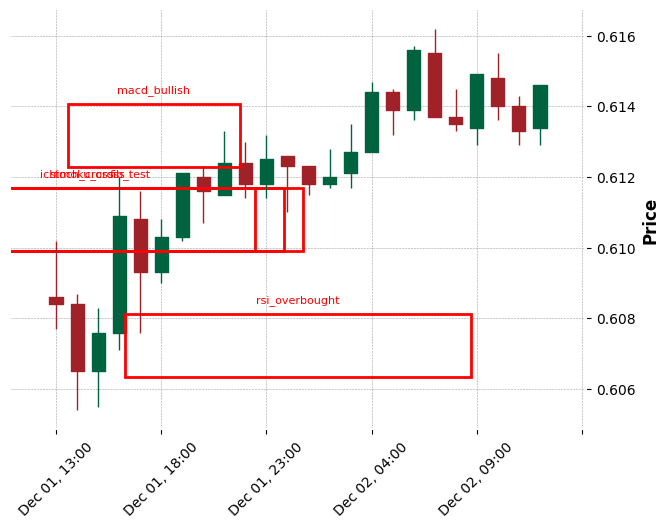 0.616
macd_bullish
0.614
0.612
0.610
Price
rsi_overbought
0.608
0.606
Dec 01, 13:00
Dec 01, 18:00
Dec 01, 23:00
Dec 02, 04:00
Dec 02, 09:00